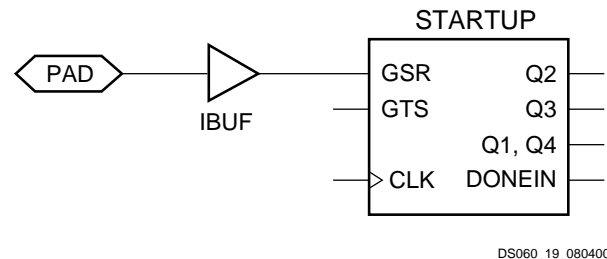 STARTUP
PAD
IBUF
GSR Q2
GTS Q3
Q1, Q4
CLK DONEIN
DS060_19_080400